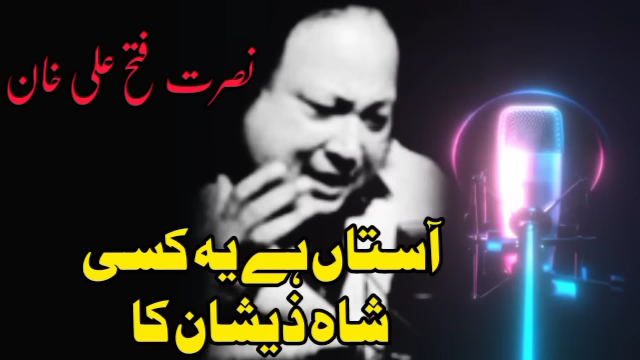 نصرت فتح علی خان
آستاں ہے یہ کسی
شاہ ذیشان کا